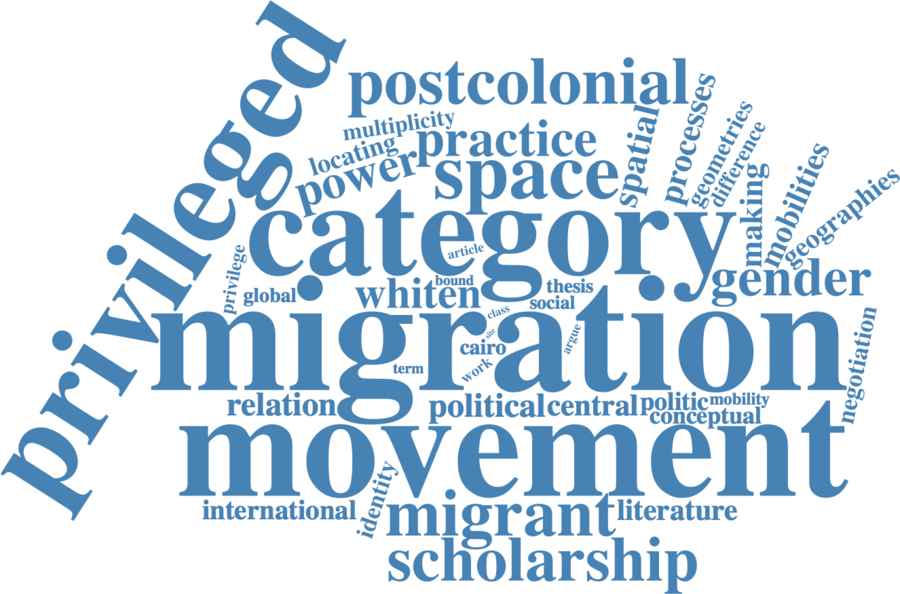 privileged
postcolonial
multiplicity
practice
locating
power
space
spatial
processes
geometries
difference
making
mobilities
geographies
category
article
privilege
global
bound
whiten
thesis
social
gender
migration
class
site
cairo
argue
term
work
negotiation
relation
political
central
politic
mobility
conceptual
movement
international
identity
migrant
literature
scholarship